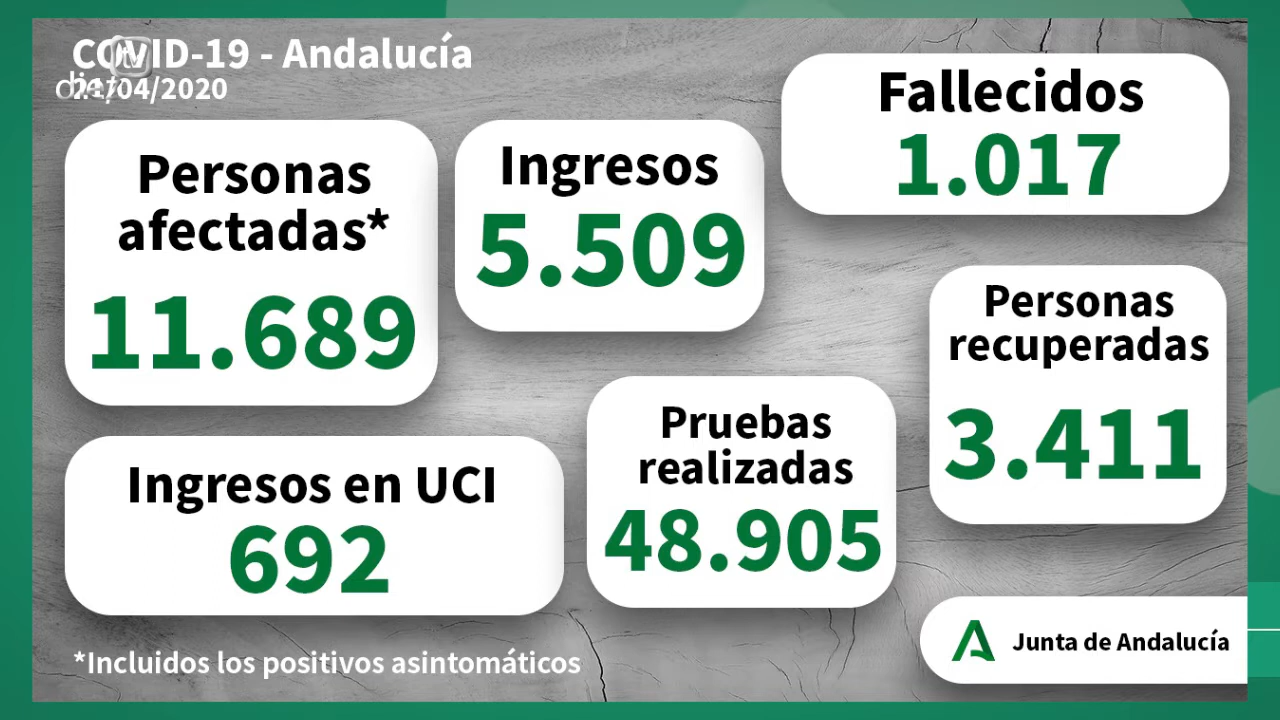 COVID-19 - Andalucía
21/04/2020
Personas
afectadas*
11.689
Ingresos
5.509
Fallecidos
1.017
Personas
recuperadas
3.411
Ingresos en UCI
692
Pruebas
realizadas
48.905
*Incluidos los positivos asintomáticos
Junta de Andalucía